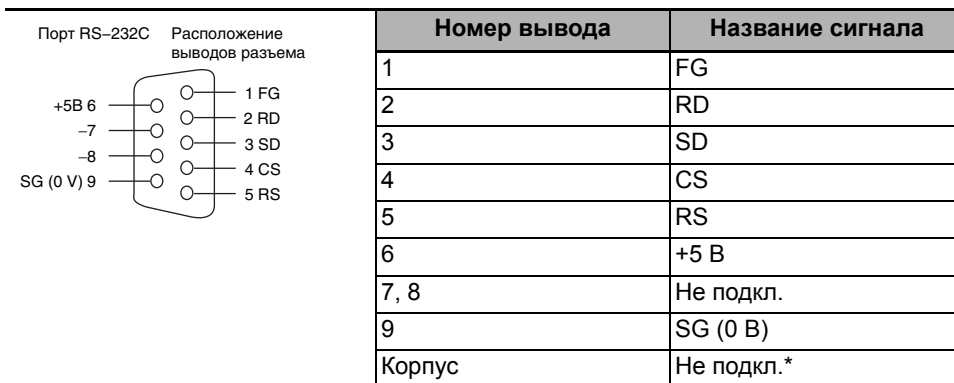 Порт RS–232C Расположение
выводов разъема
+5В 6
–7
–8
SG (0 V) 9
1 FG
2 RD
3 SD
4 CS
5 RS
Номер вывода Название сигнала
1 FG
2 RD
3 SD
4 CS
5 RS
6 +5 В
7, 8 Не подкл.
9 SG (0 В)
Корпус Не подкл.*